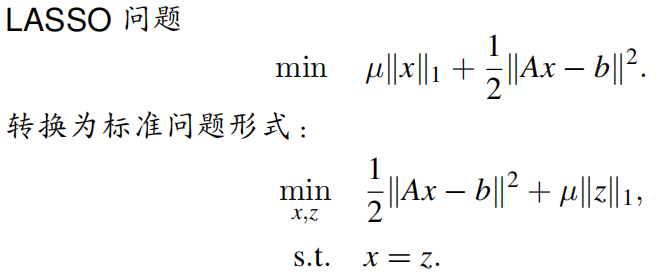 LASSO 问题
min μ‖x‖₁ + 1/2‖Ax − b‖².
转换为标准问题形式：
min x,z 1/2‖Ax − b‖² + μ‖z‖₁,
s.t. x = z.